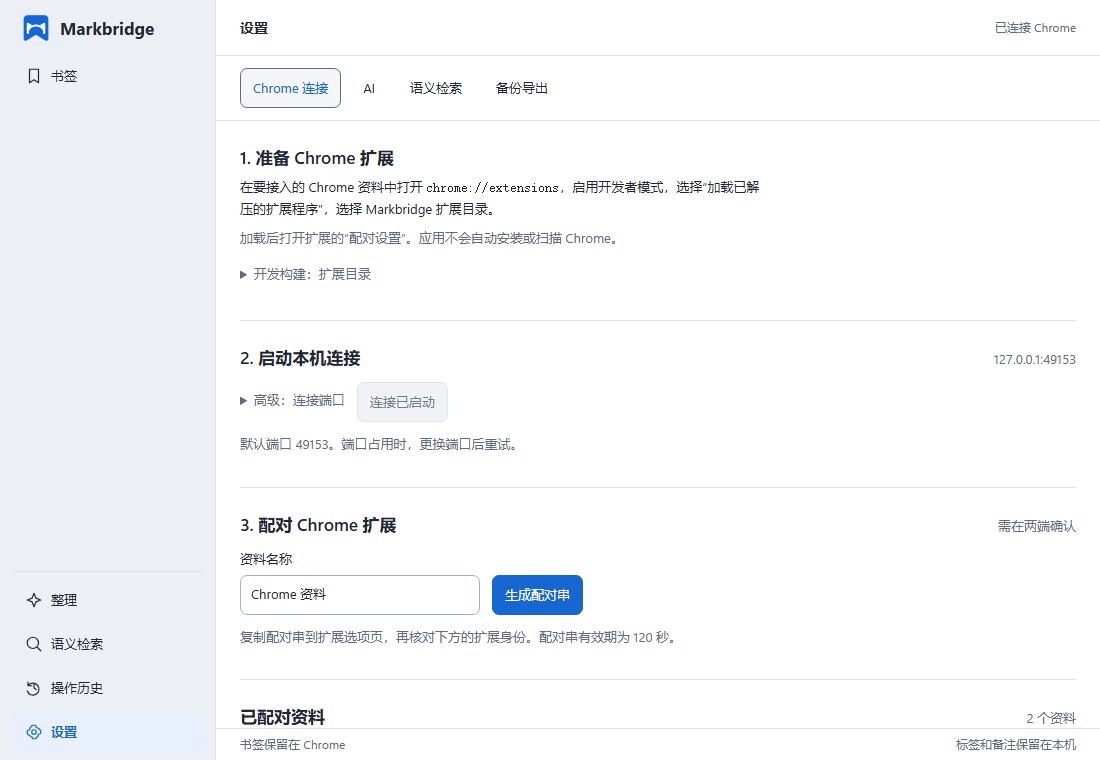 Markbridge
设置
已连接 Chrome
书签
Chrome 连接
AI
语义检索
备份导出
1. 准备 Chrome 扩展
在要接入的 Chrome 资料中打开 chrome://extensions，启用开发者模式，选择“加载已解
压的扩展程序”，选择 Markbridge 扩展目录。
加载后打开扩展的“配对设置”。应用不会自动安装或扫描 Chrome。
开发构建：扩展目录
2. 启动本机连接
127.0.0.1:49153
高级：连接端口
连接已启动
默认端口 49153。端口占用时，更换端口后重试。
3. 配对 Chrome 扩展
需在两端确认
资料名称
Chrome 资料
生成配对串
复制配对串到扩展选项页，再核对下方的扩展身份。配对串有效期为 120 秒。
已配对资料
2 个资料
整理
语义检索
操作历史
设置
书签保留在 Chrome
标签和备注保留在本机